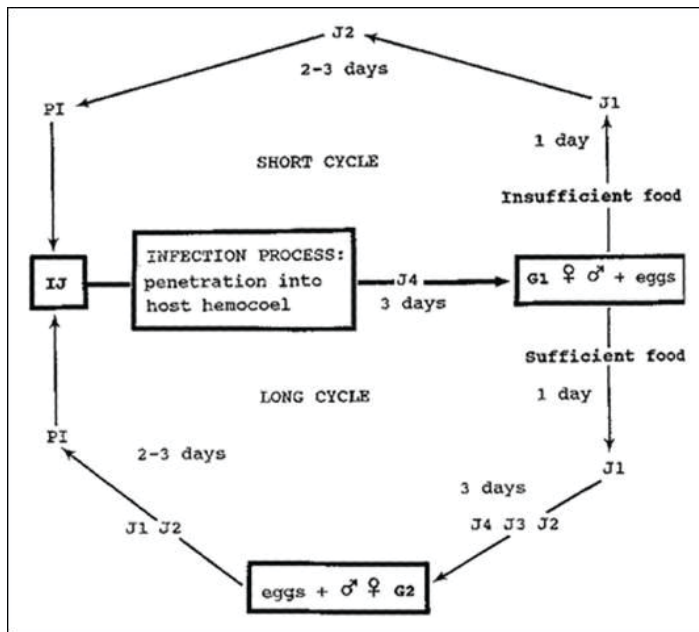 J2
2-3 days
PI
J1
1 day
SHORT CYCLE
Insufficient food
INFECTION PROCESS:
penetration into
host hemocoel
IJ
J4
3 days
G1 ♀ ♂ + eggs
Sufficient food
1 day
LONG CYCLE
PI
2-3 days
J1
3 days
J1 J2
J4 J3 J2
eggs + ♂ ♀ G2